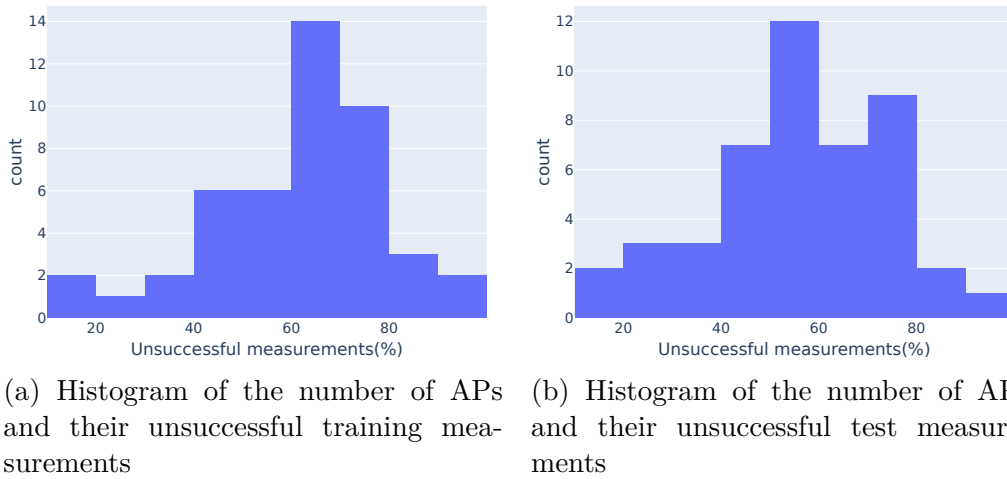 14
12
10
8
6
4
2
0
count
20 40 60 80
Unsuccessful measurements(%)
(a) Histogram of the number of APs
and their unsuccessful training mea-
surements
12
10
8
6
4
2
0
count
20 40 60 80
Unsuccessful measurements(%)
(b) Histogram of the number of
and their unsuccessful test measur
ments